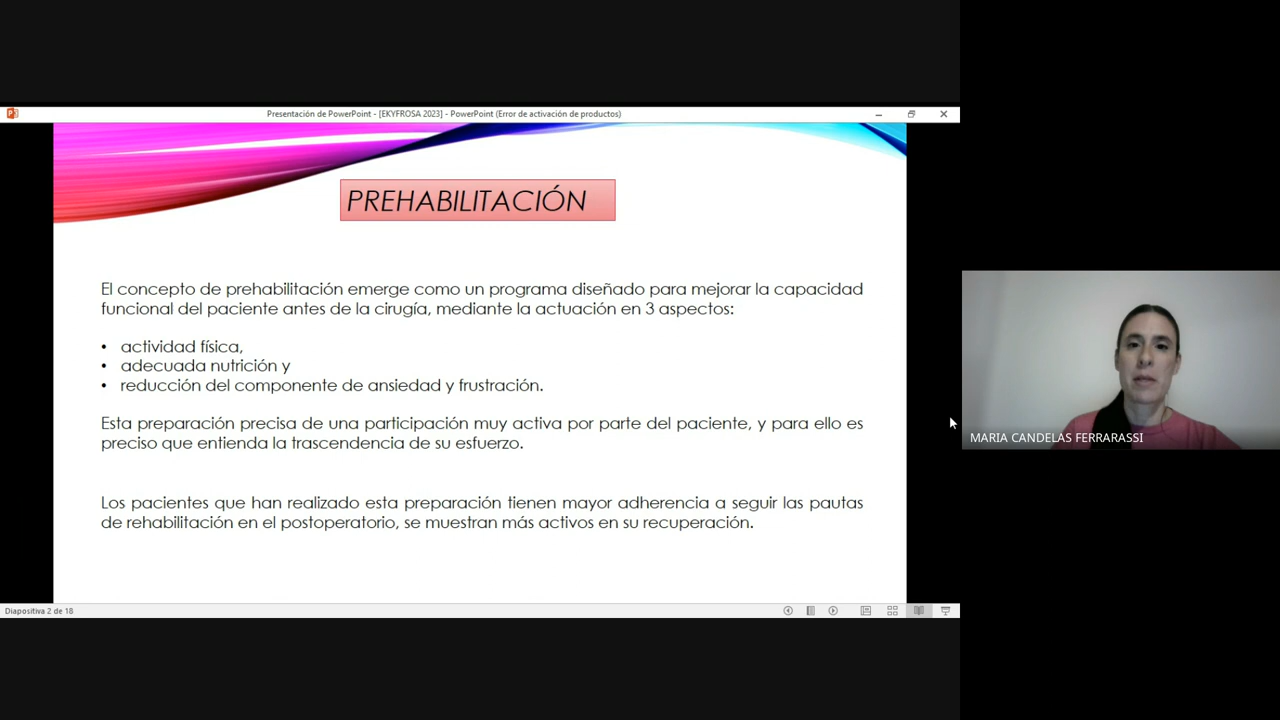 Presentación de PowerPoint - [EKYFROSA 2023] - PowerPoint (Error de activación de productos)
PREHABILITACIÓN
El concepto de prehabilitación emerge como un programa diseñado para mejorar la capacidad
funcional del paciente antes de la cirugía, mediante la actuación en 3 aspectos:
• actividad física,
• adecuada nutrición y
• reducción del componente de ansiedad y frustración.
Esta preparación precisa de una participación muy activa por parte del paciente, y para ello es
preciso que entienda la trascendencia de su esfuerzo.
Los pacientes que han realizado esta preparación tienen mayor adherencia a seguir las pautas
de rehabilitación en el postoperatorio, se muestran más activos en su recuperación.
MARIA CANDELAS FERRARASSI
Diapositiva 2 de 18